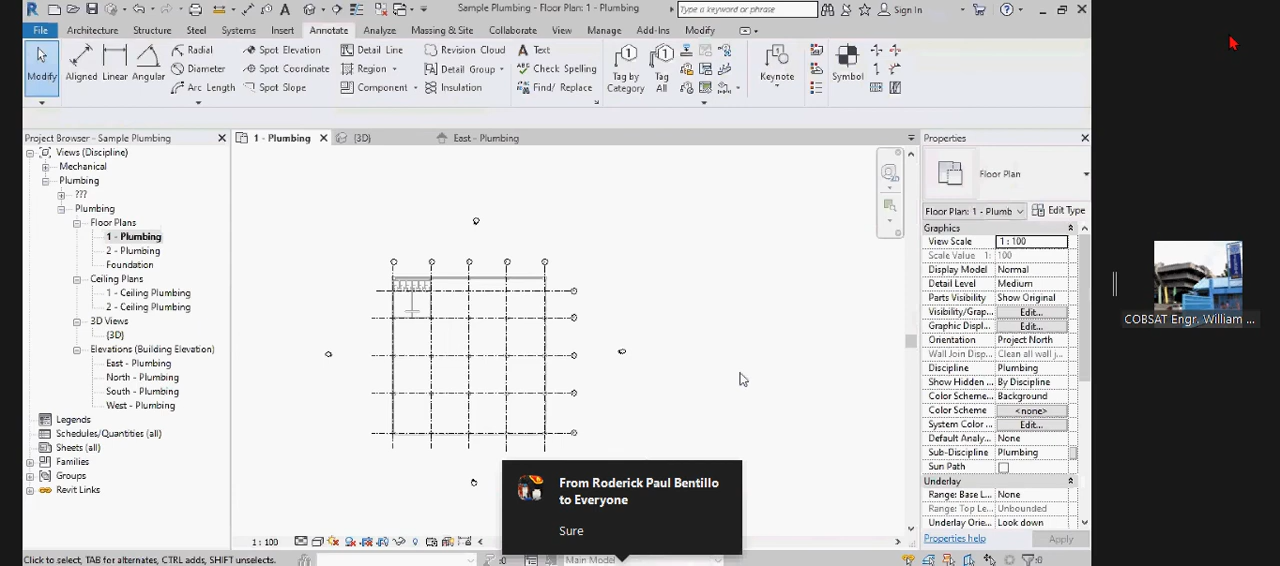 Sample Plumbing - Floor Plan: 1 - Plumbing
Type a keyword or phrase
Sign In
File Architecture Structure Steel Systems Insert Annotate Analyze Massing & Site Collaborate View Manage Add-Ins Modify
Modify
Aligned
Linear
Angular
Radial
Diameter
Arc Length
Spot Elevation
Spot Coordinate
Spot Slope
Detail Line
Region
Component
Revision Cloud
Detail Group
Insulation
Text
Check Spelling
Find/ Replace
Tag by
Category
Tag
All
Keynote
Symbol
Project Browser - Sample Plumbing
Views (Discipline)
Mechanical
Plumbing
???
Plumbing
Floor Plans
1 - Plumbing
2 - Plumbing
Foundation
Ceiling Plans
1 - Ceiling Plumbing
2 - Ceiling Plumbing
3D Views
{3D}
Elevations (Building Elevation)
East - Plumbing
North - Plumbing
South - Plumbing
West - Plumbing
Legends
Schedules/Quantities (all)
Sheets (all)
Families
Groups
Revit Links
1 - Plumbing
{3D}
East - Plumbing
Properties
Floor Plan
Floor Plan: 1 - Plumb
Edit Type
Graphics
View Scale 1 : 100
Scale Value 1: 100
Display Model Normal
Detail Level Medium
Parts Visibility Show Original
Visibility/Grap... Edit...
Graphic Displ... Edit...
Orientation Project North
Wall Join Disp... Clean all wall j...
Discipline Plumbing
Show Hidden ... By Discipline
Color Scheme ... Background
Color Scheme <none>
System Color ... Edit...
Default Analy... None
Sub-Discipline Plumbing
Sun Path
Underlay
Range: Base L... None
Range: Top Le... Unbounded
Underlay Orie... Look down
Properties help
Apply
COBSAT Engr. William ...
From Roderick Paul Bentillo
to Everyone
Sure
1 : 100
Click to select, TAB for alternates, CTRL adds, SHIFT unselects.
:0
Main Model
:0